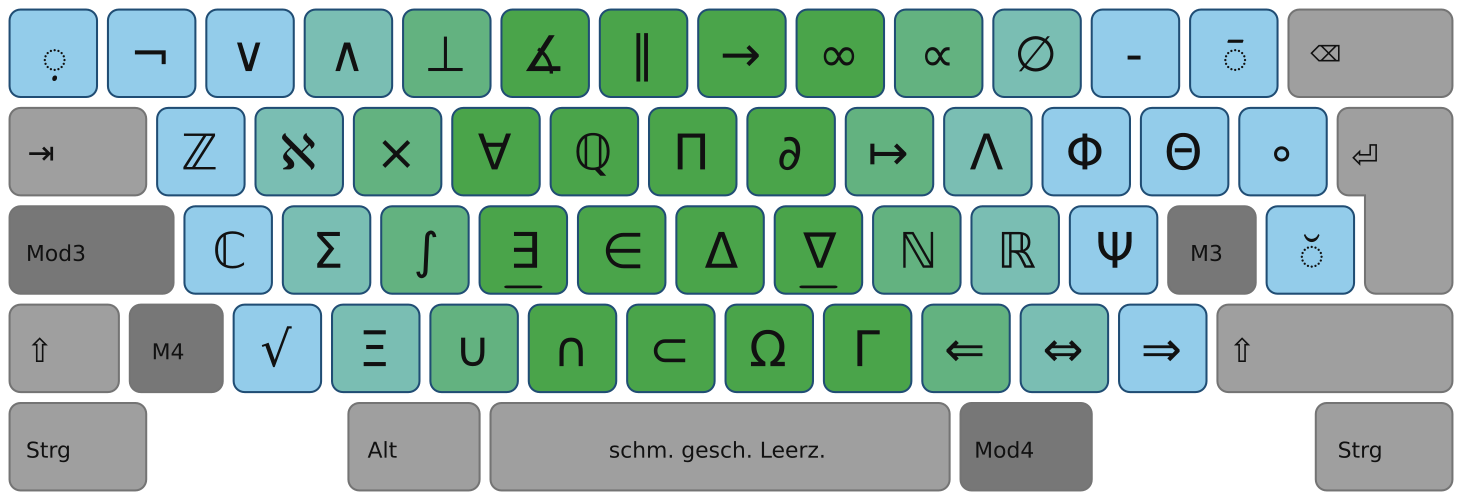 ◌̣ ¬ ∨ ∧ ⊥ ∡ ∥ → ∞ ∝ ∅ - ◌̄ ⌫
⇥ ℤ ℵ × ∀ ℚ Π ∂ ↦ Λ Φ Θ ∘ ⏎
Mod3 ℂ Σ ∫ ∃ ∈ Δ ∇ ℕ ℝ Ψ M3 ◌̆
⇧ M4 √ Ξ ∪ ∩ ⊂ Ω Γ ⇐ ⇔ ⇒ ⇧
Strg Alt schm. gesch. Leerz. Mod4 Strg